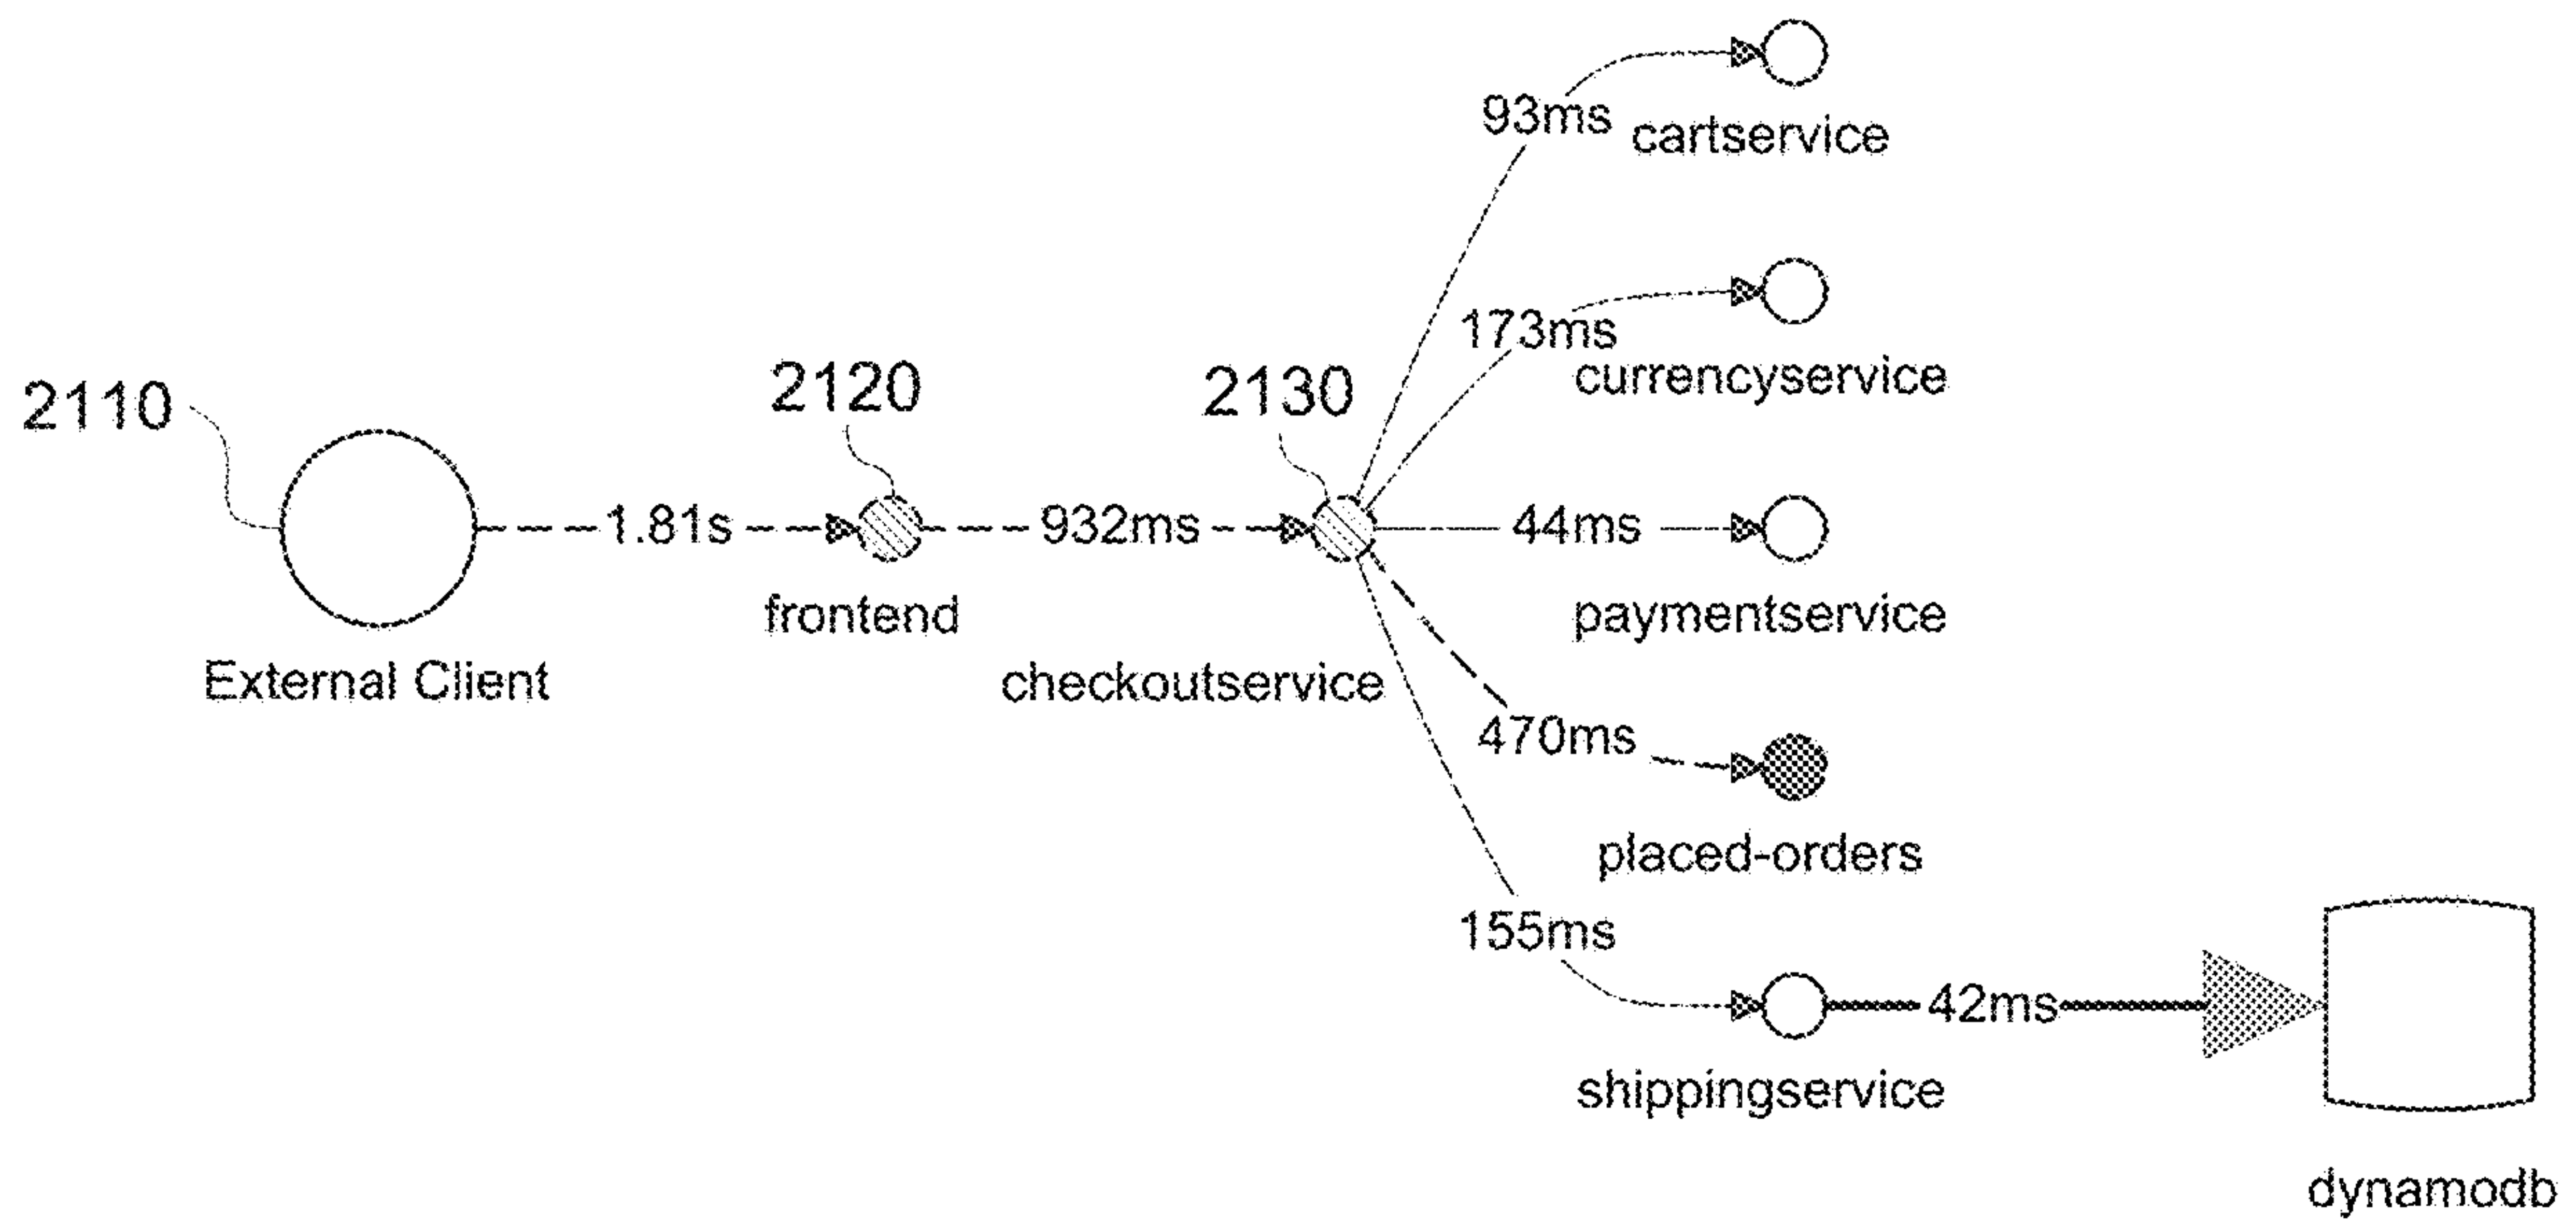 93ms
cartservice
173ms
currencyservice
2110
2120
2130
1.81s
932ms
44ms
frontend
paymentservice
External Client
checkoutservice
470ms
placed-orders
155ms
42ms
shippingservice
dynamodb